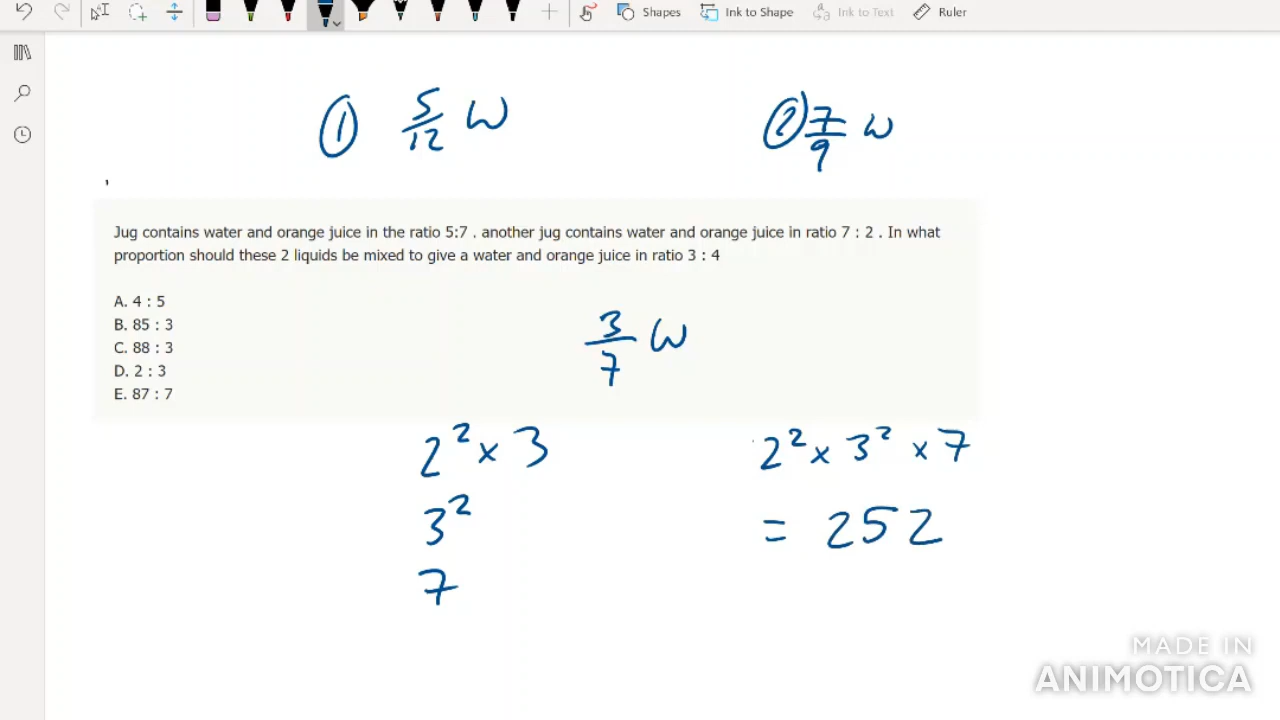 Shapes Ink to Shape Ink to Text Ruler
① 5/12 W ② 7/9 W
Jug contains water and orange juice in the ratio 5:7 . another jug contains water and orange juice in ratio 7 : 2 . In what
proportion should these 2 liquids be mixed to give a water and orange juice in ratio 3 : 4
A. 4 : 5
B. 85 : 3
C. 88 : 3
D. 2 : 3
E. 87 : 7
3/7 W
2² × 3
3²
7
2² × 3² × 7
= 252
MADE IN
ANIMOTICA